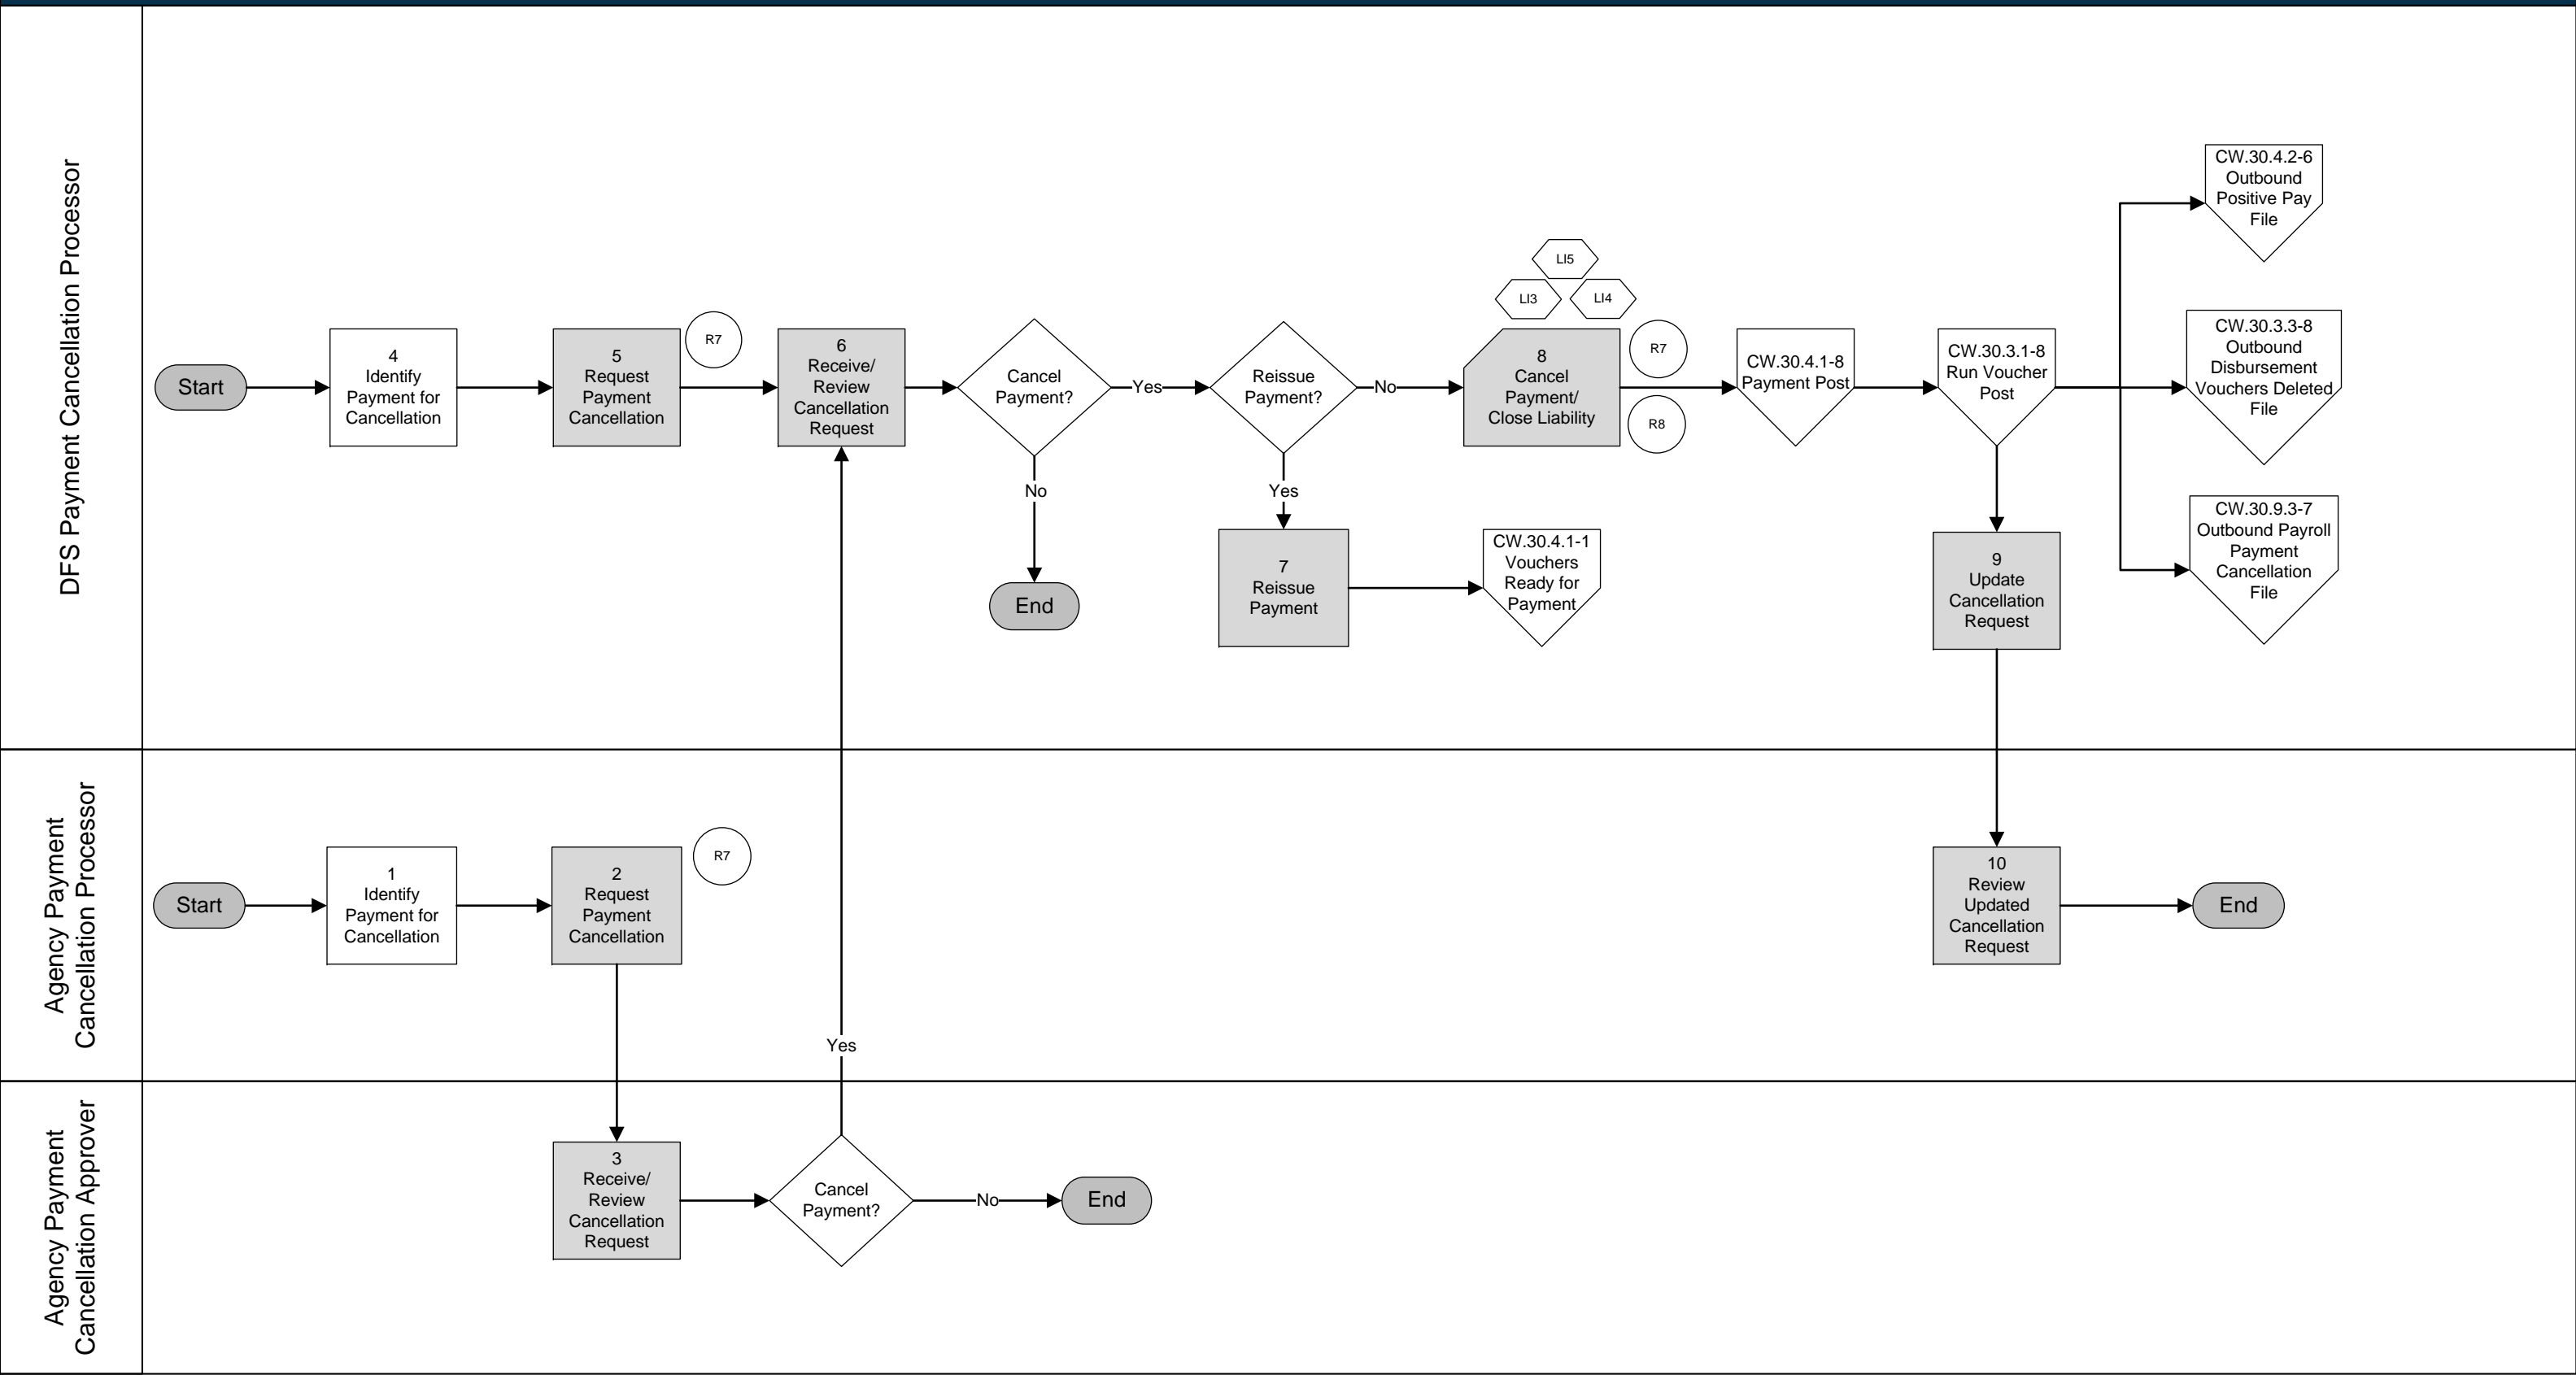 DFS Payment Cancellation Processor
Start
4
Identify
Payment for
Cancellation
5
Request
Payment
Cancellation
R7
6
Receive/
Review
Cancellation
Request
Cancel
Payment?
Yes
No
End
Reissue
Payment?
No
Yes
7
Reissue
Payment
CW.30.4.1-1
Vouchers
Ready for
Payment
LI5
LI3
LI4
8
Cancel
Payment/
Close Liability
R7
R8
CW.30.4.1-8
Payment Post
CW.30.3.1-8
Run Voucher
Post
CW.30.4.2-6
Outbound
Positive Pay
File
CW.30.3.3-8
Outbound
Disbursement
Vouchers Deleted
File
CW.30.9.3-7
Outbound Payroll
Payment
Cancellation
File
9
Update
Cancellation
Request
Agency Payment
Cancellation Processor
Start
1
Identify
Payment for
Cancellation
2
Request
Payment
Cancellation
R7
Yes
10
Review
Updated
Cancellation
Request
End
Agency Payment
Cancellation Approver
3
Receive/
Review
Cancellation
Request
Cancel
Payment?
No
End